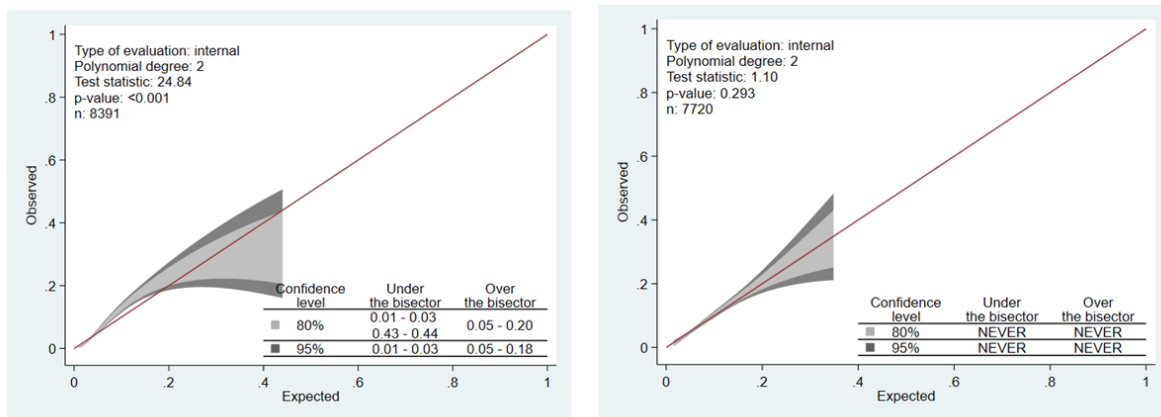 Type of evaluation: internal
Polynomial degree: 2
Test statistic: 24.84
p-value: <0.001
n: 8391
1
.8
.6
.4
.2
0
Observed
Confidence level Under the bisector Over the bisector
80% 0.01 - 0.03 0.05 - 0.20
0.43 - 0.44
95% 0.01 - 0.03 0.05 - 0.18
0 .2 .4 .6 .8 1
Expected
Type of evaluation: internal
Polynomial degree: 2
Test statistic: 1.10
p-value: 0.293
n: 7720
1
.8
.6
.4
.2
0
Observed
Confidence level Under the bisector Over the bisector
80% NEVER NEVER
95% NEVER NEVER
0 .2 .4 .6 .8 1
Expected